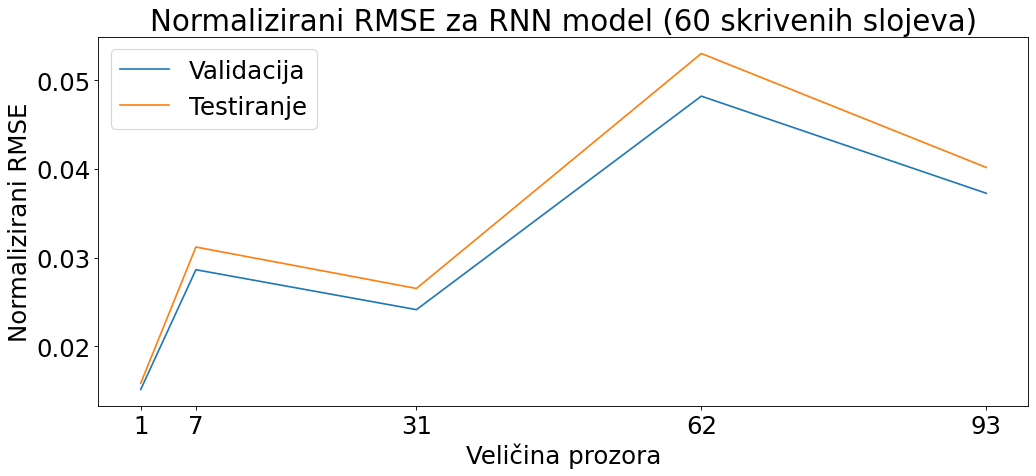 Normalizirani RMSE za RNN model (60 skrivenih slojeva)
Validacija
Testiranje
Normalizirani RMSE
0.05
0.04
0.03
0.02
1 7 31 62 93
Veličina prozora